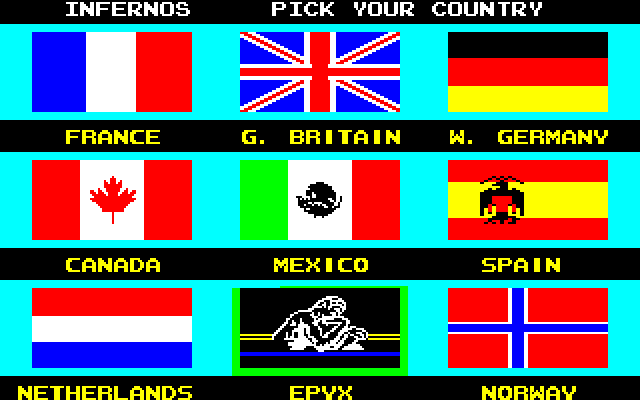 INFERNOS PICK YOUR COUNTRY
FRANCE G. BRITAIN W. GERMANY
CANADA MEXICO SPAIN
NETHERLANDS EPYX NORWAY